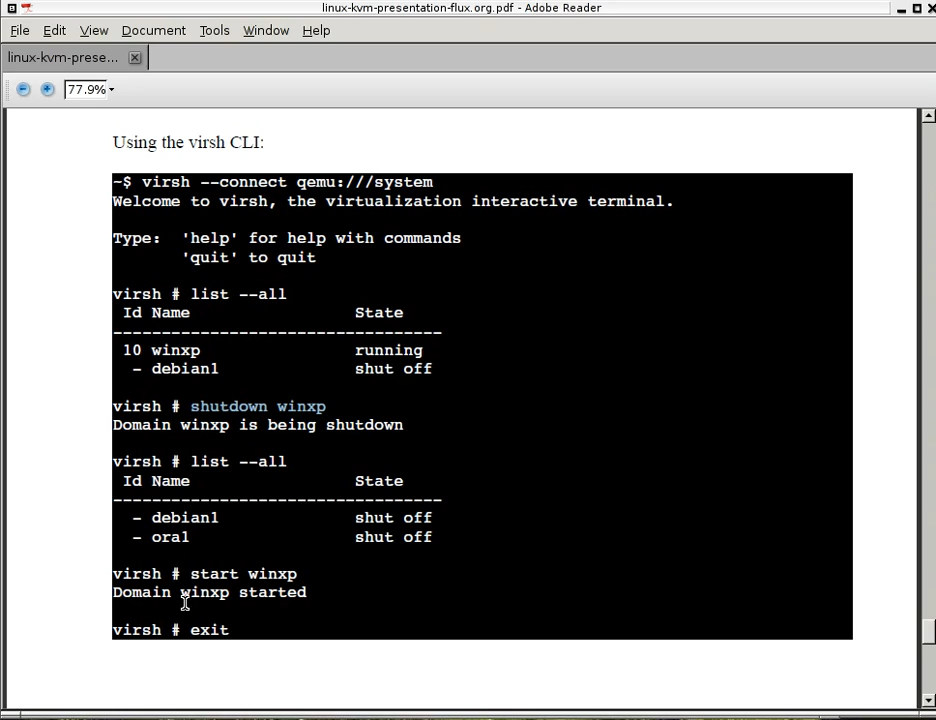 linux-kvm-presentation-flux.org.pdf - Adobe Reader
File Edit View Document Tools Window Help
linux-kvm-prese...
77.9%
Using the virsh CLI:
~$ virsh --connect qemu:///system
Welcome to virsh, the virtualization interactive terminal.
Type:  'help' for help with commands
       'quit' to quit
virsh # list --all
 Id Name                 State
----------------------------------
 10 winxp                running
  - debian1              shut off
virsh # shutdown winxp
Domain winxp is being shutdown
virsh # list --all
 Id Name                 State
----------------------------------
  - debian1              shut off
  - ora1                 shut off
virsh # start winxp
Domain winxp started
virsh # exit